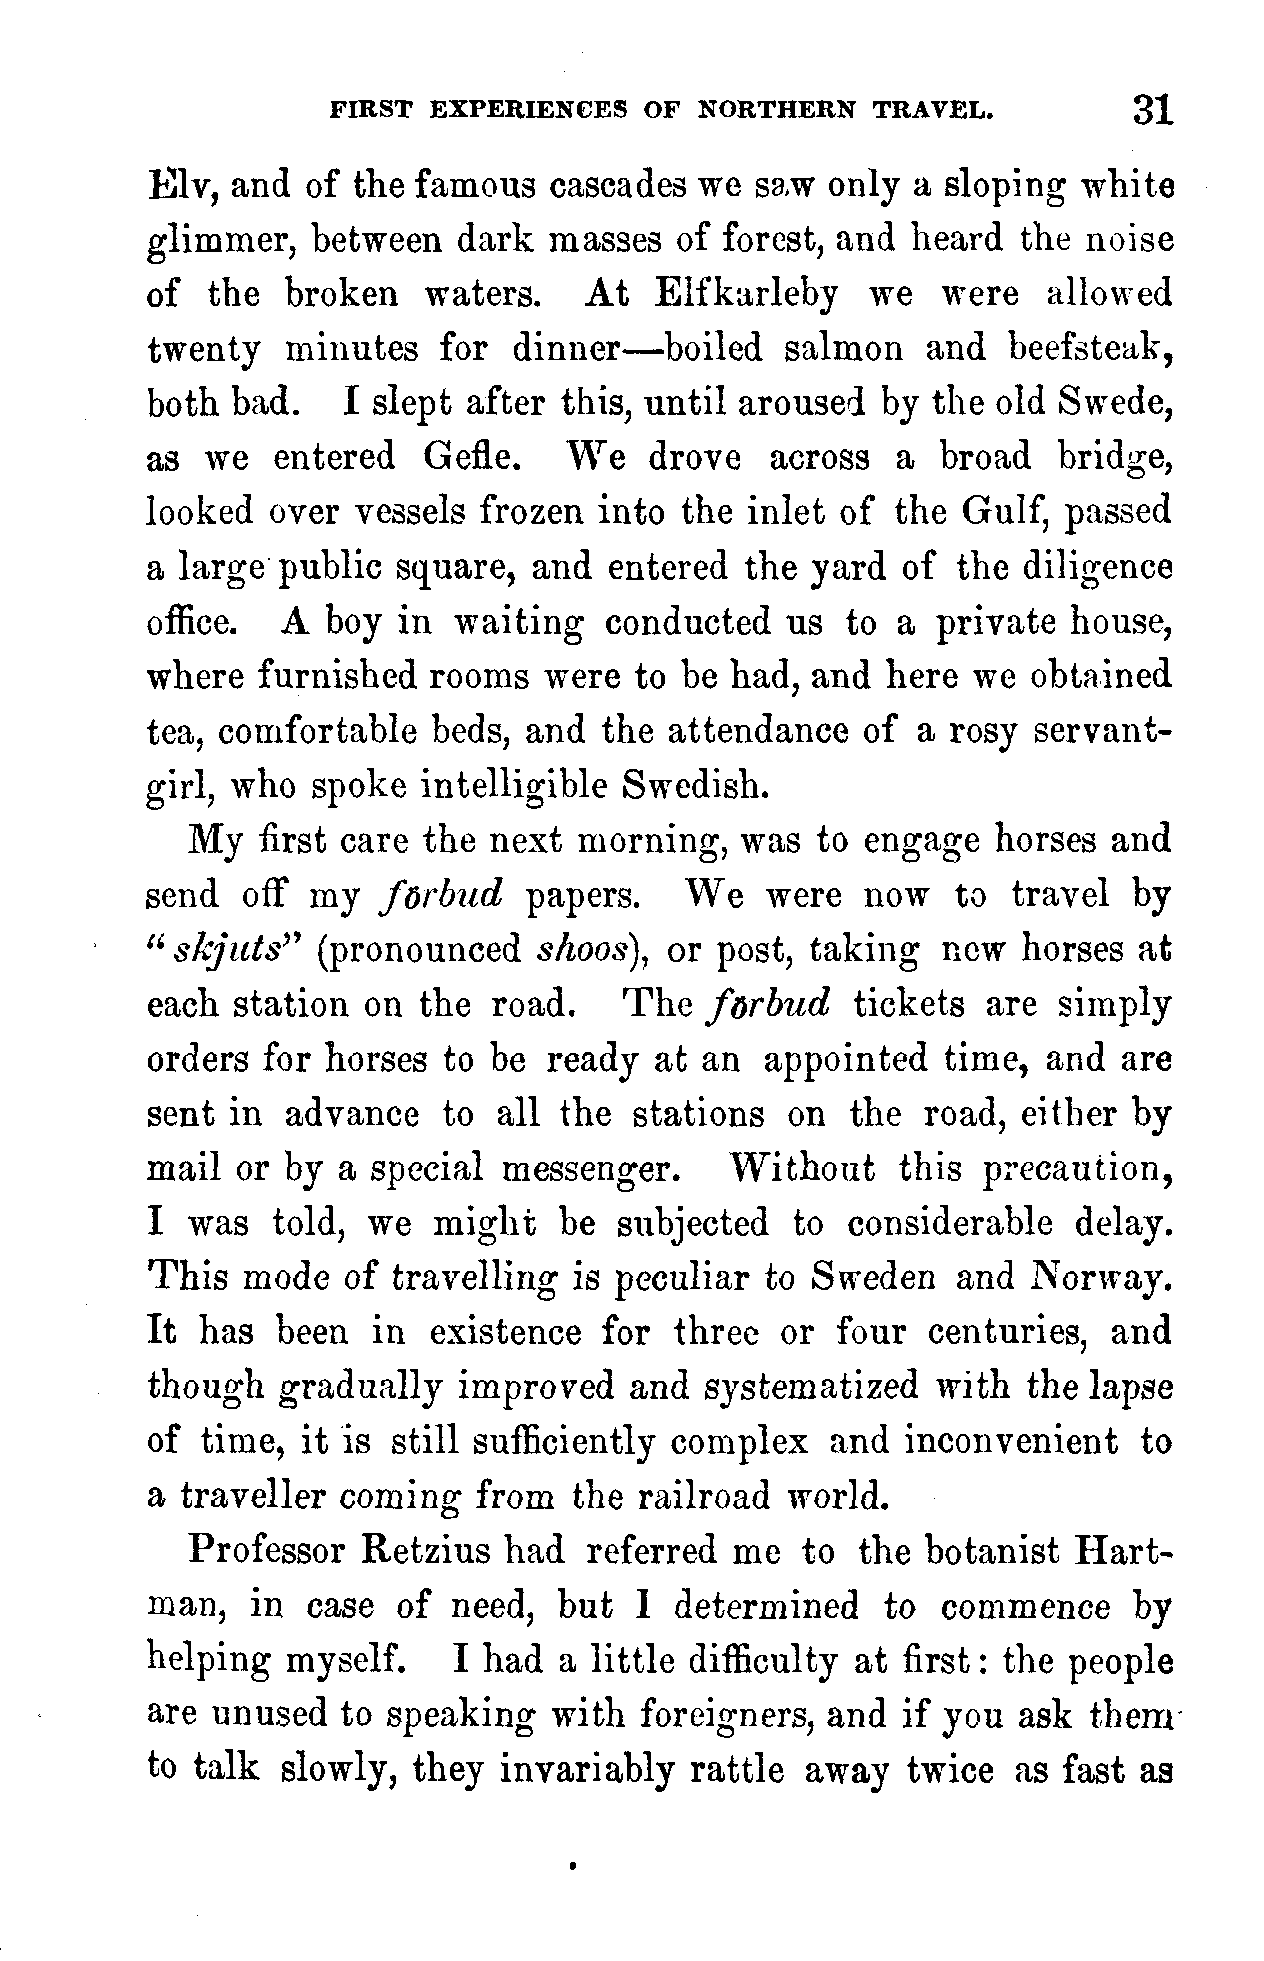 FIRST EXPERIENCES OF NORTHERN TRAVEL. 31
Elv, and of the famous cascades we saw only a sloping white
glimmer, between dark masses of forest, and heard the noise
of the broken waters. At Elfkarleby we were allowed
twenty minutes for dinner—boiled salmon and beefsteak,
both bad. I slept after this, until aroused by the old Swede,
as we entered Gefle. We drove across a broad bridge,
looked over vessels frozen into the inlet of the Gulf, passed
a large public square, and entered the yard of the diligence
office. A boy in waiting conducted us to a private house,
where furnished rooms were to be had, and here we obtained
tea, comfortable beds, and the attendance of a rosy servant-
girl, who spoke intelligible Swedish.
My first care the next morning, was to engage horses and
send off my förbud papers. We were now to travel by
“skjuts” (pronounced shoos), or post, taking new horses at
each station on the road. The förbud tickets are simply
orders for horses to be ready at an appointed time, and are
sent in advance to all the stations on the road, either by
mail or by a special messenger. Without this precaution,
I was told, we might be subjected to considerable delay.
This mode of travelling is peculiar to Sweden and Norway.
It has been in existence for three or four centuries, and
though gradually improved and systematized with the lapse
of time, it is still sufficiently complex and inconvenient to
a traveller coming from the railroad world.
Professor Retzius had referred me to the botanist Hart-
man, in case of need, but I determined to commence by
helping myself. I had a little difficulty at first: the people
are unused to speaking with foreigners, and if you ask them
to talk slowly, they invariably rattle away twice as fast as